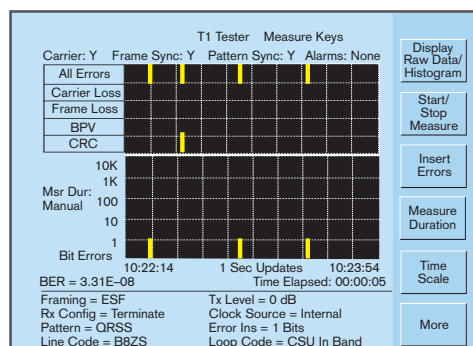 T1 Tester Measure Keys
Carrier: Y Frame Sync: Y Pattern Sync: Y Alarms: None
All Errors
Carrier Loss
Frame Loss
BPV
CRC
10K
1K
Msr Dur:
Manual
100
10
1
Bit Errors
10:22:14 1 Sec Updates 10:23:54
BER = 3.31E–08 Time Elapsed: 00:00:05
Framing = ESF Tx Level = 0 dB
Rx Config = Terminate Clock Source = Internal
Pattern = QRSS Error Ins = 1 Bits
Line Code = B8ZS Loop Code = CSU In Band
Display
Raw Data/
Histogram
Start/
Stop
Measure
Insert
Errors
Measure
Duration
Time
Scale
More